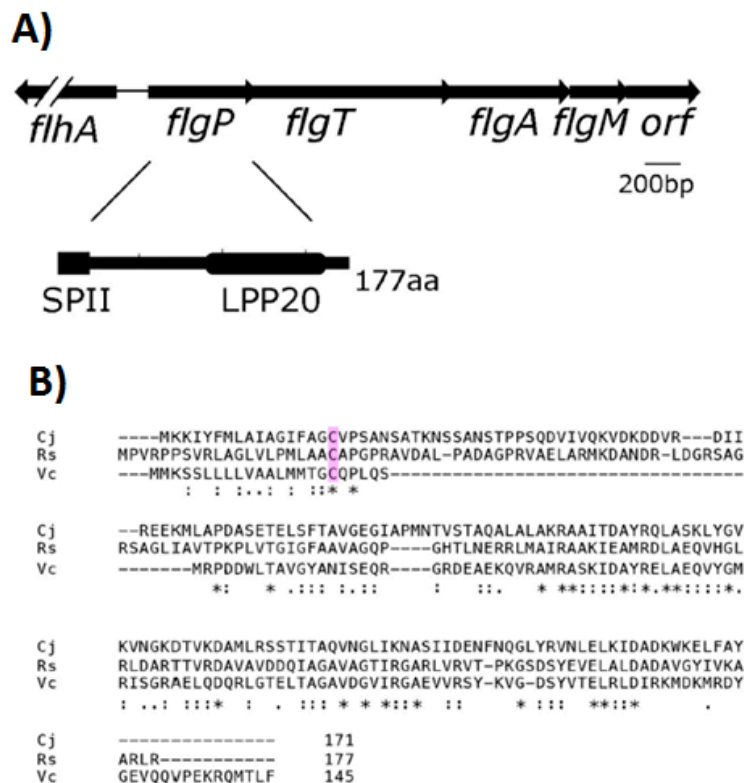 A)
flhA flgP flgT flgA flgM orf
200bp
SPII LPP20 177aa
B)
Cj ----MKKIYFMLAIAGIFAGCVPSANSATKNSSANSTPPSQDVIVQKVDKDDVR---DII
Rs MPVRPPSVRLAGLVLPMLAACAPGPRAVDAL-PADAGPRVAELARMKDANDR-LDGRSAG
Vc --MMKSSLLLLVAALMMTGCQPLQS-----------------------------------
: : :..: : ::* *
Cj --REEKMLAPDASETELSFTAVGEGIAPMNTVSTAQALALAKRAAITDAYRQLASKLYGV
Rs RSAGLIAVTPKPLVTGIGFAAVAGQP----GHTLNERRLMAIRAAKIEAMRDLAEQVHGL
Vc -------MRPDDWLTAVGYANISEQR----GRDEAEKQVRAMRASKIDAYRELAEQVYGM
*: * .::: :.:: : ::. * **::::* *.**.::::*.
Cj KVNGKDTVKDAMLRSSTITAQVNGLIKNASIIDENFNQGLYRVNLELKIDADKWKELFAY
Rs RLDARTTVRDAVAVDDQIAGAVAGTIRGARLVRVT-PKGSDSYEVELALDADAVGYIVKA
Vc RISGRAELQDQRLGTELTAGAVDGVIRGAEVVRSY-KVG-DSYVTELRLDIRKMDKMRDY
: ..: :::* : . ::: * * *::* :: * : **::* .
Cj --------------- 171
Rs ARLR----------- 177
Vc GEVQQWPEKRQMTLF 145